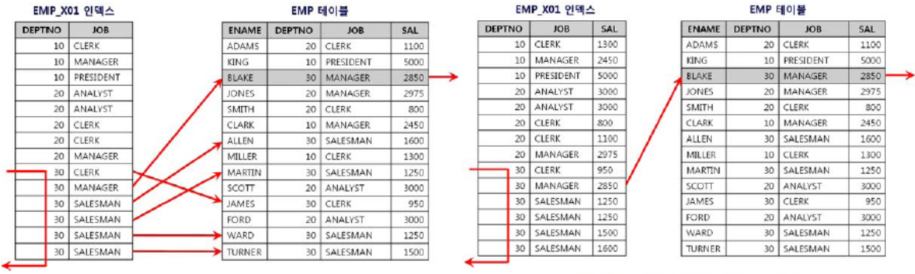 EMP_X01 인덱스
DEPTNO JOB
10 CLERK
10 MANAGER
10 PRESIDENT
20 ANALYST
20 ANALYST
20 CLERK
20 CLERK
20 MANAGER
30 CLERK
30 MANAGER
30 SALESMAN
30 SALESMAN
30 SALESMAN
30 SALESMAN
EMP 테이블
ENAME DEPTNO JOB SAL
ADAMS 20 CLERK 1100
KING 10 PRESIDENT 5000
BLAKE 30 MANAGER 2850
JONES 20 MANAGER 2975
SMITH 20 CLERK 800
CLARK 10 MANAGER 2450
ALLEN 30 SALESMAN 1600
MILLER 10 CLERK 1300
MARTIN 30 SALESMAN 1250
SCOTT 20 ANALYST 3000
JAMES 30 CLERK 950
FORD 20 ANALYST 3000
WARD 30 SALESMAN 1250
TURNER 30 SALESMAN 1500
EMP_X01 인덱스
DEPTNO JOB SAL
10 CLERK 1300
10 MANAGER 2450
10 PRESIDENT 5000
20 ANALYST 3000
20 ANALYST 3000
20 CLERK 800
20 CLERK 1100
20 MANAGER 2975
30 CLERK 950
30 MANAGER 2850
30 SALESMAN 1250
30 SALESMAN 1250
30 SALESMAN 1500
30 SALESMAN 1600
EMP 테이블
ENAME DEPTNO JOB SAL
ADAMS 20 CLERK 1100
KING 10 PRESIDENT 5000
BLAKE 30 MANAGER 2850
JONES 20 MANAGER 2975
SMITH 20 CLERK 800
CLARK 10 MANAGER 2450
ALLEN 30 SALESMAN 1600
MILLER 10 CLERK 1300
MARTIN 30 SALESMAN 1250
SCOTT 20 ANALYST 3000
JAMES 30 CLERK 950
FORD 20 ANALYST 3000
WARD 30 SALESMAN 1250
TURNER 30 SALESMAN 1500